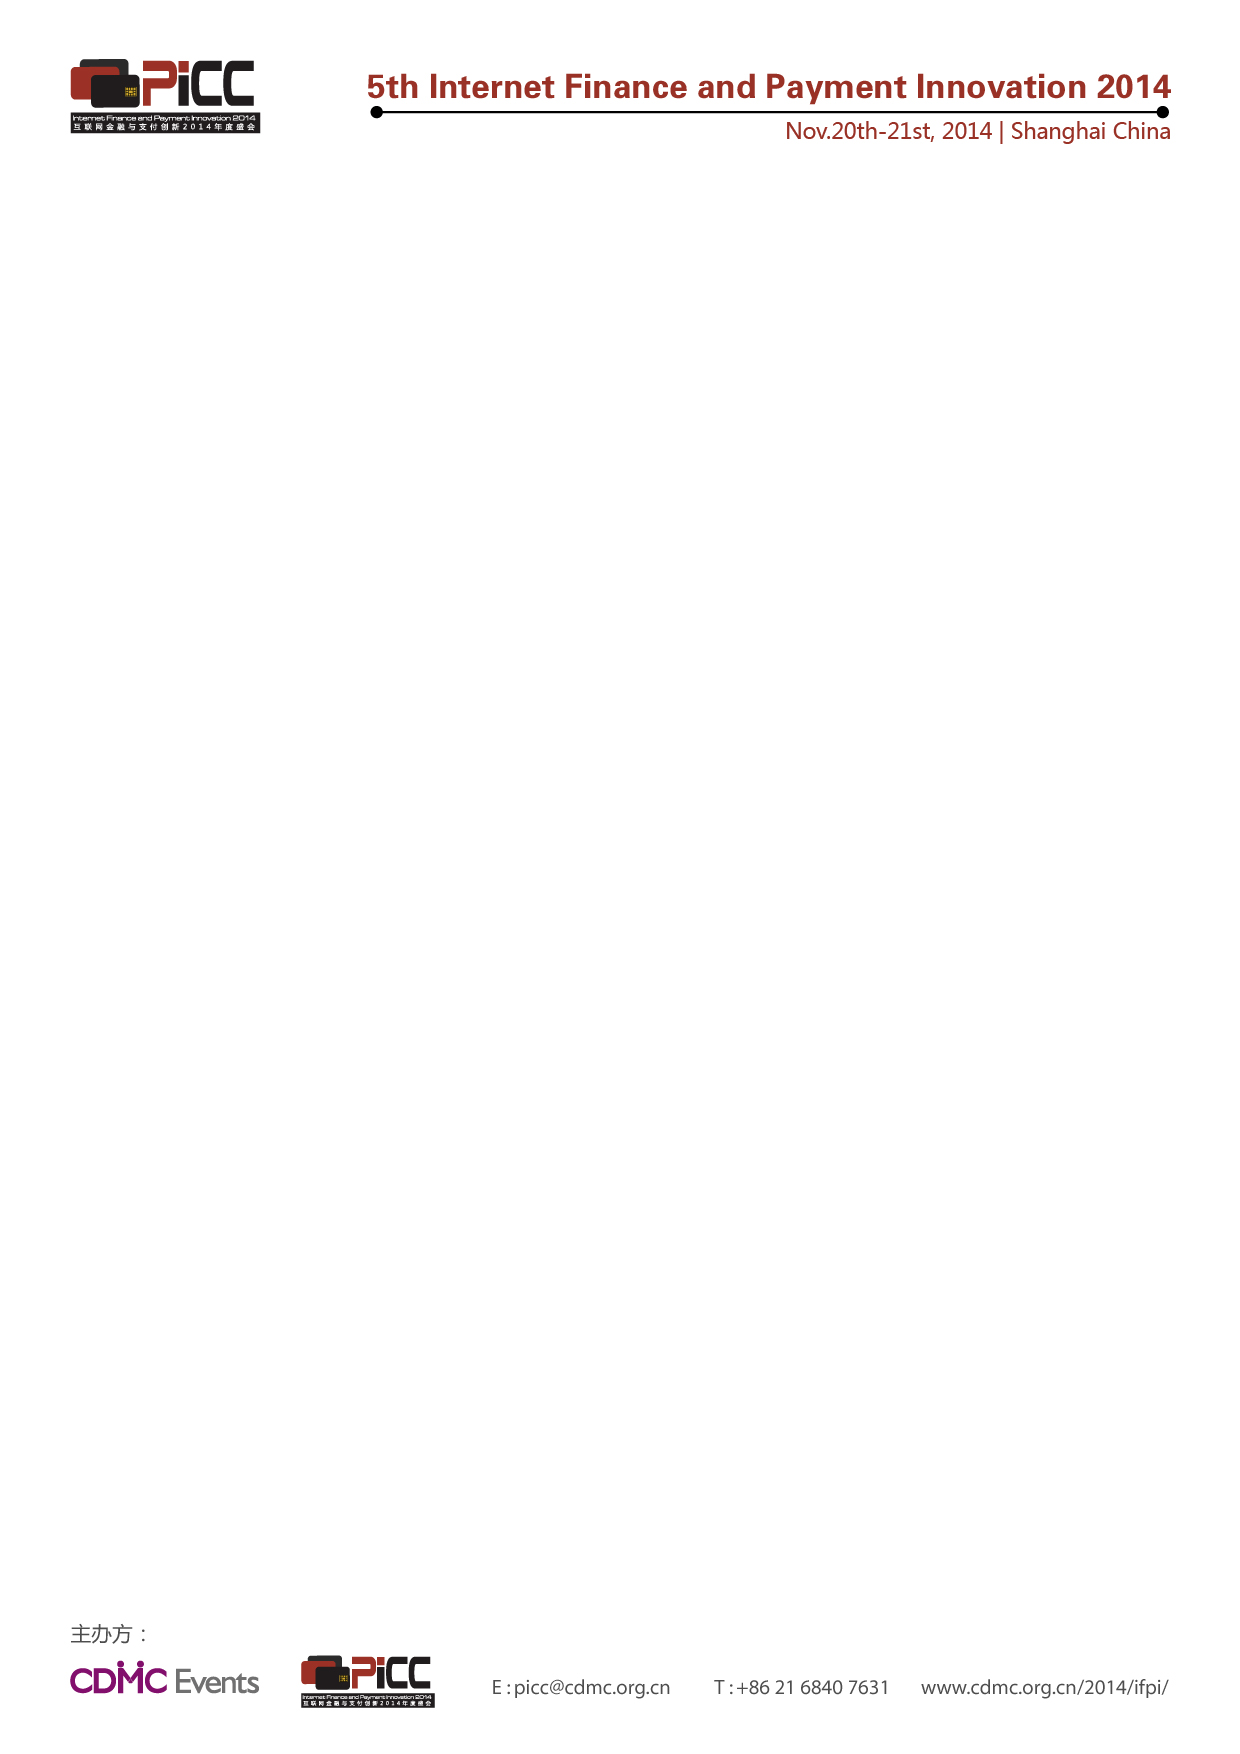 PiCC
Internet Finance and Payment Innovation 2014
互联网金融与支付创新2014年度盛会
5th Internet Finance and Payment Innovation 2014
Nov.20th-21st, 2014 | Shanghai China
主办方：
CDMC Events
PiCC
Internet Finance and Payment Innovation 2014
互联网金融与支付创新2014年度盛会
E : picc@cdmc.org.cn T : +86 21 6840 7631 www.cdmc.org.cn/2014/ifpi/